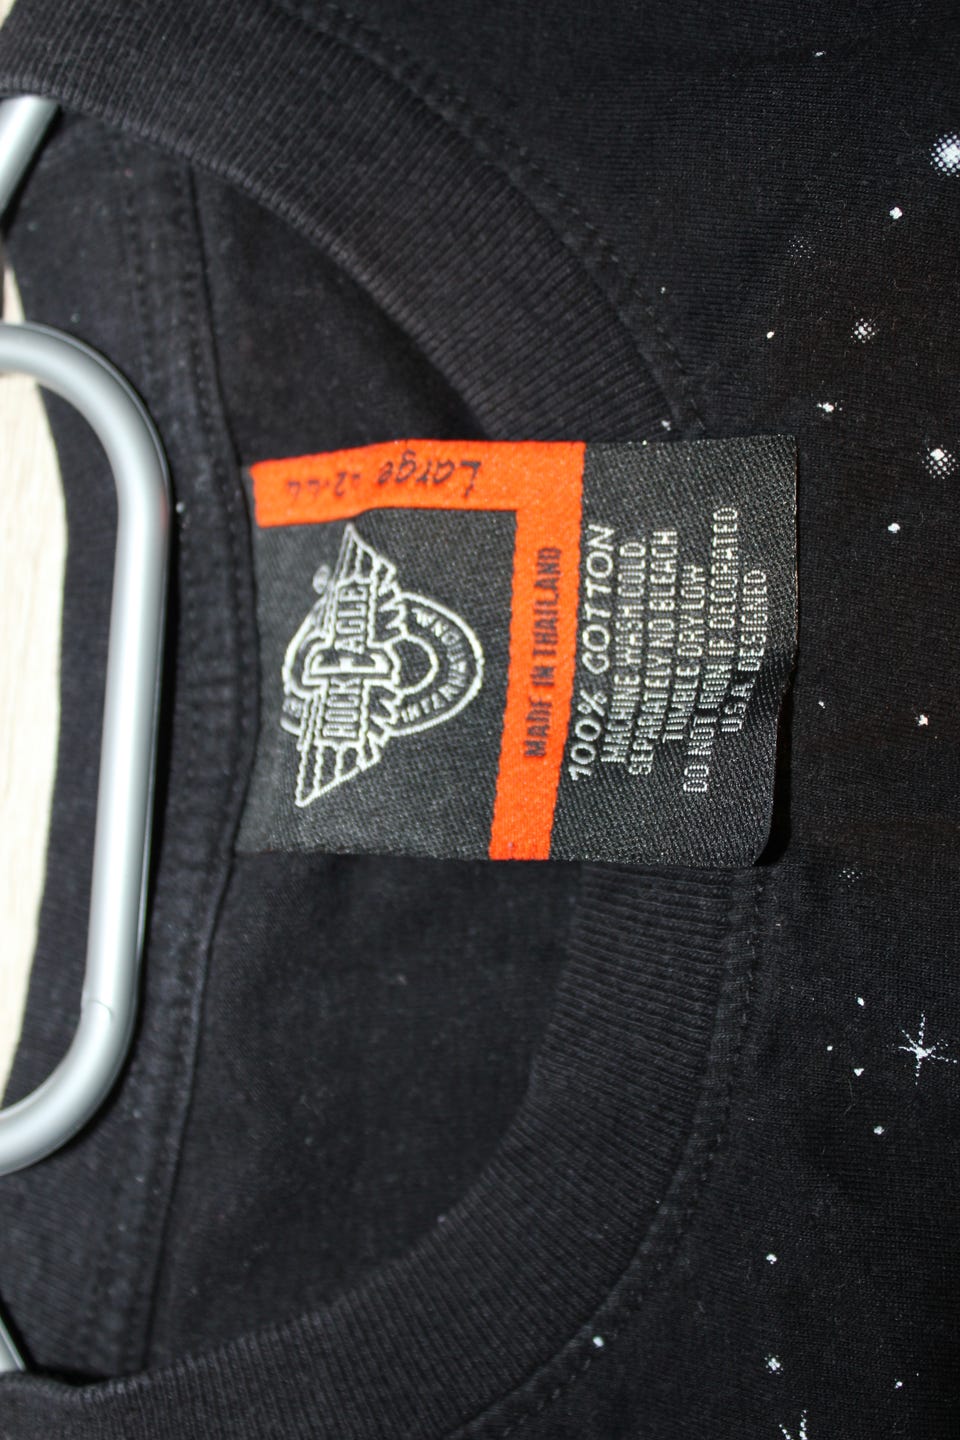 Large 42-44
®
ROCK EAGLE
INTERNATIONAL
MADE IN THAILAND
100% COTTON
MACHINE WASH COLD
SEPARATLY NO BLEACH
TUMBLE DRY LOW
DO NOT IRON IF DECORATED
U.S.A. DESIGNED